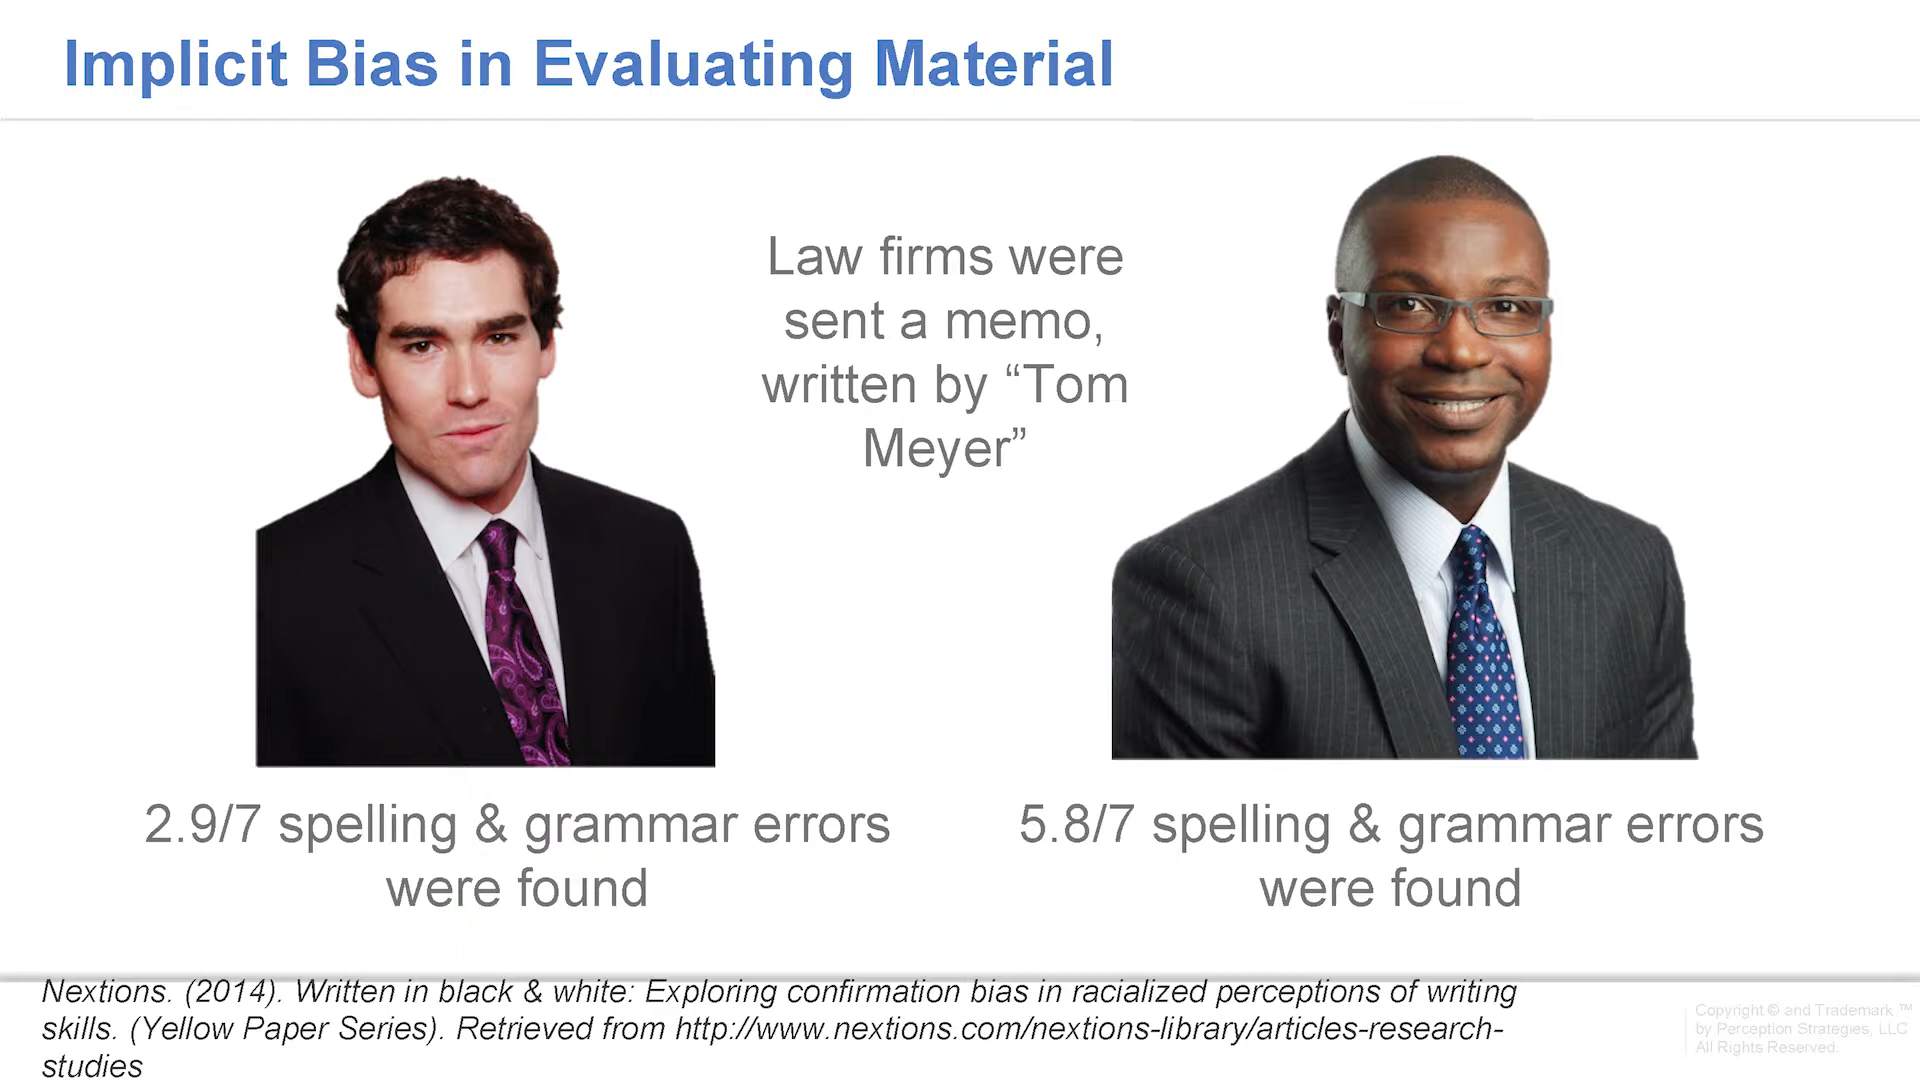 Implicit Bias in Evaluating Material
Law firms were
sent a memo,
written by “Tom
Meyer”
2.9/7 spelling & grammar errors
were found
5.8/7 spelling & grammar errors
were found
Nextions. (2014). Written in black & white: Exploring confirmation bias in racialized perceptions of writing
skills. (Yellow Paper Series). Retrieved from http://www.nextions.com/nextions-library/articles-research-
studies
Copyright © and Trademark ™
by Perception Strategies, LLC
All Rights Reserved.